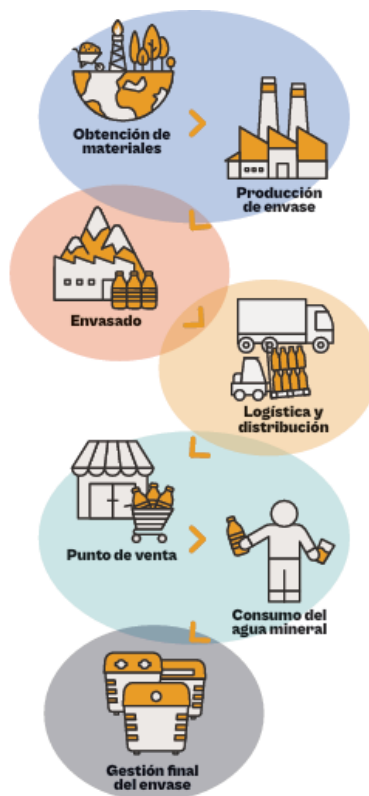 Obtención de
materiales
Producción
de envase
Envasado
Logística y
distribución
Punto de venta
Consumo del
agua mineral
Gestión final
del envase